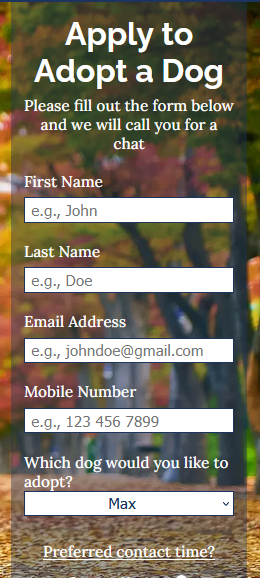 Apply to
Adopt a Dog
Please fill out the form below
and we will call you for a
chat
First Name
e.g., John
Last Name
e.g., Doe
Email Address
e.g., johndoe@gmail.com
Mobile Number
e.g., 123 456 7899
Which dog would you like to
adopt?
Max
Preferred contact time?